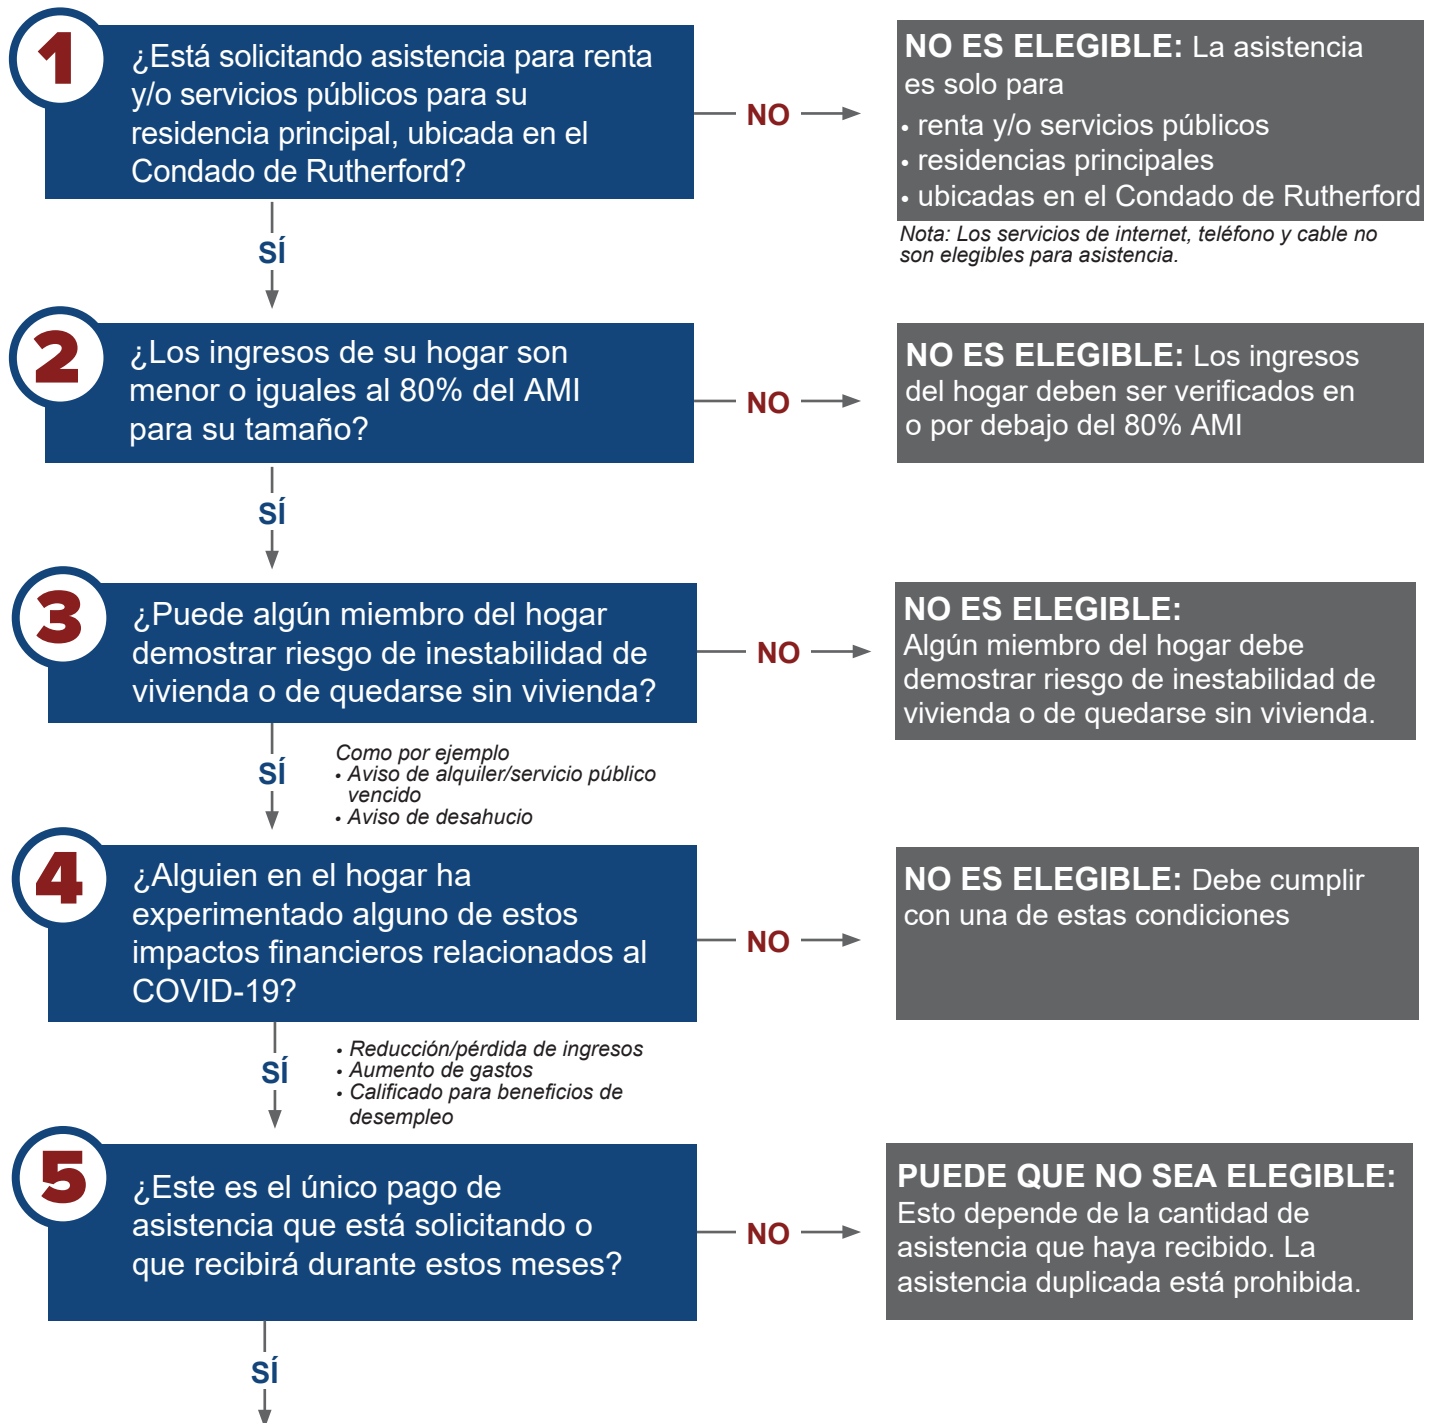 1
¿Está solicitando asistencia para renta
y/o servicios públicos para su
residencia principal, ubicada en el
Condado de Rutherford?
NO
NO ES ELEGIBLE: La asistencia
es solo para
• renta y/o servicios públicos
• residencias principales
• ubicadas en el Condado de Rutherford
Nota: Los servicios de internet, teléfono y cable no
son elegibles para asistencia.
SÍ
2
¿Los ingresos de su hogar son
menor o iguales al 80% del AMI
para su tamaño?
NO
NO ES ELEGIBLE: Los ingresos
del hogar deben ser verificados en
o por debajo del 80% AMI
SÍ
3
¿Puede algún miembro del hogar
demostrar riesgo de inestabilidad de
vivienda o de quedarse sin vivienda?
NO
NO ES ELEGIBLE:
Algún miembro del hogar debe
demostrar riesgo de inestabilidad de
vivienda o de quedarse sin vivienda.
SÍ
Como por ejemplo
• Aviso de alquiler/servicio público
vencido
• Aviso de desahucio
4
¿Alguien en el hogar ha
experimentado alguno de estos
impactos financieros relacionados al
COVID-19?
NO
NO ES ELEGIBLE: Debe cumplir
con una de estas condiciones
SÍ
• Reducción/pérdida de ingresos
• Aumento de gastos
• Calificado para beneficios de
desempleo
5
¿Este es el único pago de
asistencia que está solicitando o
que recibirá durante estos meses?
NO
PUEDE QUE NO SEA ELEGIBLE:
Esto depende de la cantidad de
asistencia que haya recibido. La
asistencia duplicada está prohibida.
SÍ